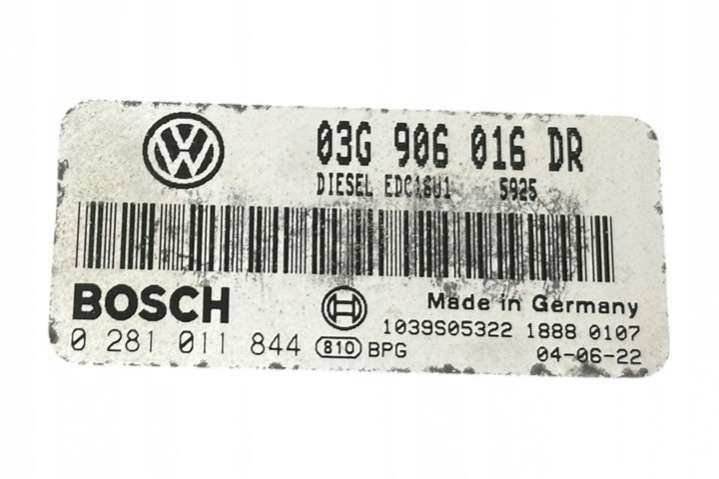 03G 906 016 DR
DIESEL EDC16U1 5925
BOSCH
Made in Germany
1039S05322 1888 0107
0 281 011 844 810 BPG 04-06-22